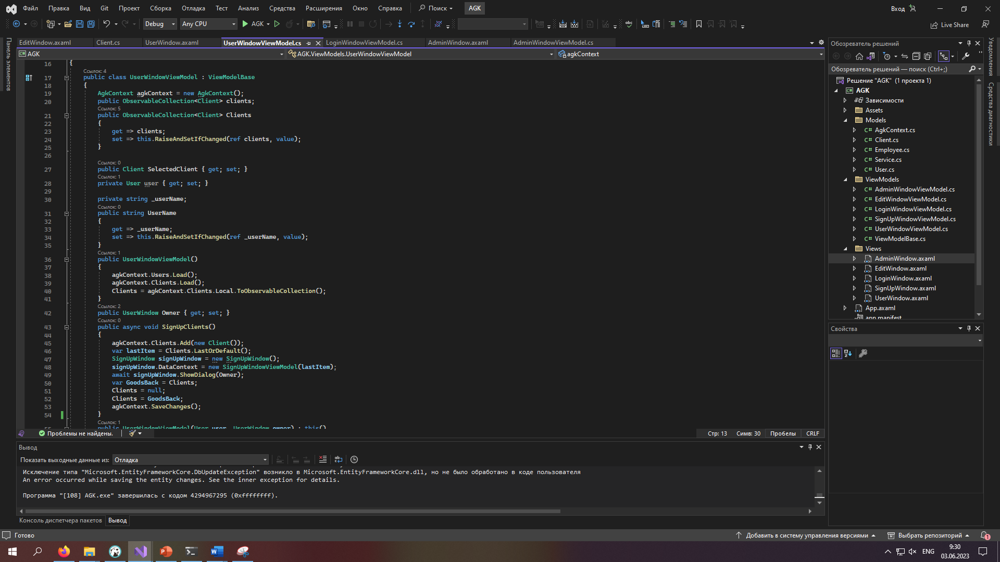 Файл Правка Вид Git Проект Сборка Отладка Тест Анализ Средства Расширения Окно Справка Поиск AGK Вход
Debug Any CPU AGK Live Share
Панель элементов
EditWindow.axaml Client.cs UserWindow.axaml UserWindowViewModel.cs LoginWindowViewModel.cs AdminWindow.axaml AdminWindowViewModel.cs
AGK AGK.ViewModels.UserWindowViewModel agkContext
16 {
Ссылок: 4
17 public class UserWindowViewModel : ViewModelBase
18 {
19 AgkContext agkContext = new AgkContext();
20 public ObservableCollection<Client> clients;
Ссылок: 5
21 public ObservableCollection<Client> Clients
22 {
23 get => clients;
24 set => this.RaiseAndSetIfChanged(ref clients, value);
25 }
26
Ссылок: 0
27 public Client SelectedClient { get; set; }
Ссылок: 1
28 private User user { get; set; }
29
30 private string _userName;
Ссылок: 0
31 public string UserName
32 {
33 get => _userName;
34 set => this.RaiseAndSetIfChanged(ref _userName, value);
35 }
Ссылок: 1
36 public UserWindowViewModel()
37 {
38 agkContext.Users.Load();
39 agkContext.Clients.Load();
40 Clients = agkContext.Clients.Local.ToObservableCollection();
41 }
Ссылок: 2
42 public UserWindow Owner { get; set; }
Ссылок: 0
43 public async void SignUpClients()
44 {
45 agkContext.Clients.Add(new Client());
46 var lastItem = Clients.LastOrDefault();
47 SignUpWindow signUpWindow = new SignUpWindow();
48 signUpWindow.DataContext = new SignUpWindowViewModel(lastItem);
49 await signUpWindow.ShowDialog(Owner);
50 var GoodsBack = Clients;
51 Clients = null;
52 Clients = GoodsBack;
53 agkContext.SaveChanges();
54 }
Ссылок: 1
55 public UserWindowViewModel(User user, UserWindow owner) : this()
Проблемы не найдены. Стр: 13 Симв: 30 Пробелы CRLF
Вывод
Показать выходные данные из: Отладка
Исключение типа "Microsoft.EntityFrameworkCore.DbUpdateException" возникло в Microsoft.EntityFrameworkCore.dll, но не было обработано в коде пользователя
An error occurred while saving the entity changes. See the inner exception for details.
Программа "[108] AGK.exe" завершилась с кодом 4294967295 (0xffffffff).
Консоль диспетчера пакетов Вывод
Обозреватель решений
Обозреватель решений — поиск (Ctrl+;)
Решение "AGK" (1 проекта 1)
AGK
Зависимости
Assets
Models
C# AgkContext.cs
C# Client.cs
C# Employee.cs
C# Service.cs
C# User.cs
ViewModels
C# AdminWindowViewModel.cs
C# EditWindowViewModel.cs
C# LoginWindowViewModel.cs
C# SignUpWindowViewModel.cs
C# UserWindowViewModel.cs
C# ViewModelBase.cs
Views
AdminWindow.axaml
EditWindow.axaml
LoginWindow.axaml
SignUpWindow.axaml
UserWindow.axaml
App.axaml
app.manifest
Свойства
Уведомления
Средства диагностики
Готово Добавить в систему управления версиями Выбрать репозиторий 1
ENG 9:30
03.06.2023